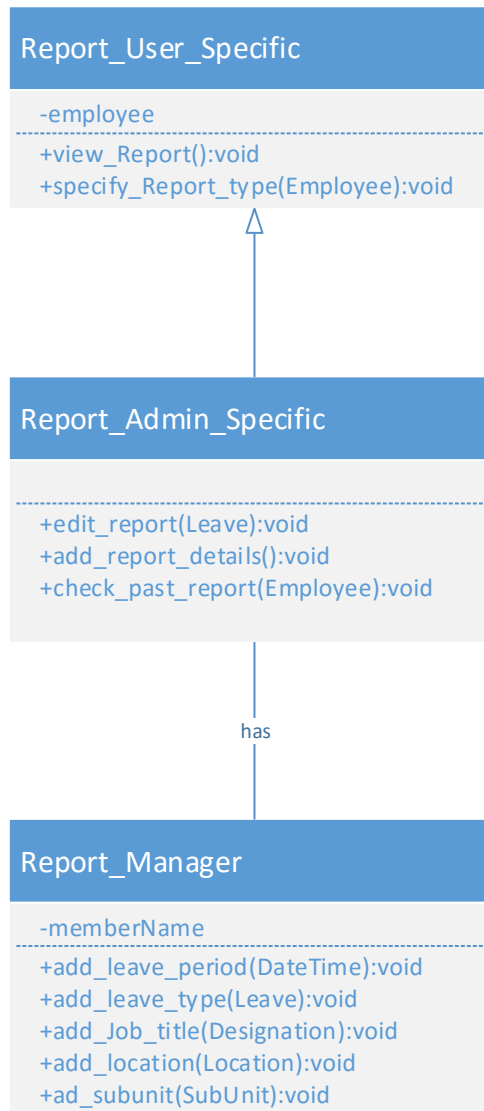 Report_User_Specific
-employee
+view_Report():void
+specify_Report_type(Employee):void
Report_Admin_Specific
+edit_report(Leave):void
+add_report_details():void
+check_past_report(Employee):void
has
Report_Manager
-memberName
+add_leave_period(DateTime):void
+add_leave_type(Leave):void
+add_Job_title(Designation):void
+add_location(Location):void
+ad_subunit(SubUnit):void